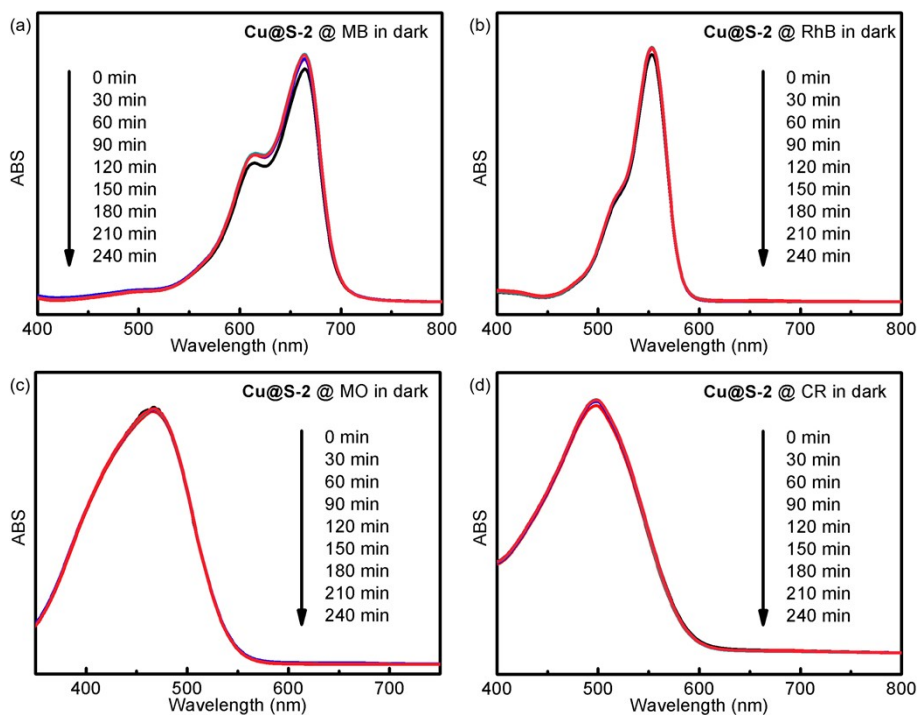 (a)
Cu@S-2 @ MB in dark
0 min
30 min
60 min
90 min
120 min
150 min
180 min
210 min
240 min
ABS
400 500 600 700 800
Wavelength (nm)
(b)
Cu@S-2 @ RhB in dark
0 min
30 min
60 min
90 min
120 min
150 min
180 min
210 min
240 min
ABS
400 500 600 700 800
Wavelength (nm)
(c)
Cu@S-2 @ MO in dark
0 min
30 min
60 min
90 min
120 min
150 min
180 min
210 min
240 min
ABS
400 500 600 700
Wavelength (nm)
(d)
Cu@S-2 @ CR in dark
0 min
30 min
60 min
90 min
120 min
150 min
180 min
210 min
240 min
ABS
400 500 600 700 800
Wavelength (nm)